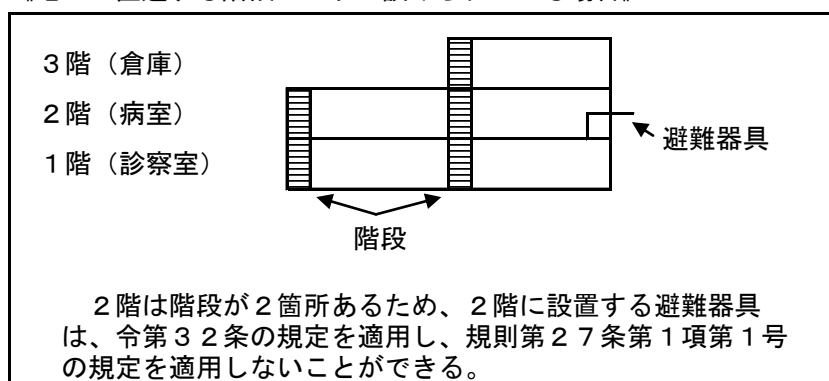 ３階（倉庫）
２階（病室）
１階（診察室）
避難器具
階段
２階は階段が２箇所あるため、２階に設置する避難器具
は、令第３２条の規定を適用し、規則第２７条第１項第１号
の規定を適用しないことができる。